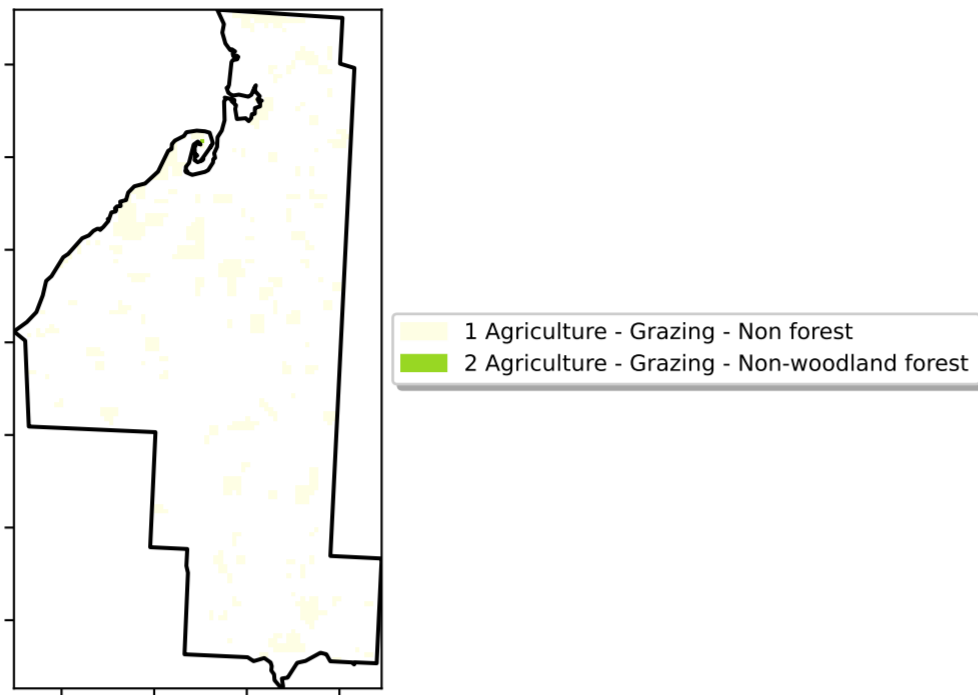 1 Agriculture - Grazing - Non forest
2 Agriculture - Grazing - Non-woodland forest